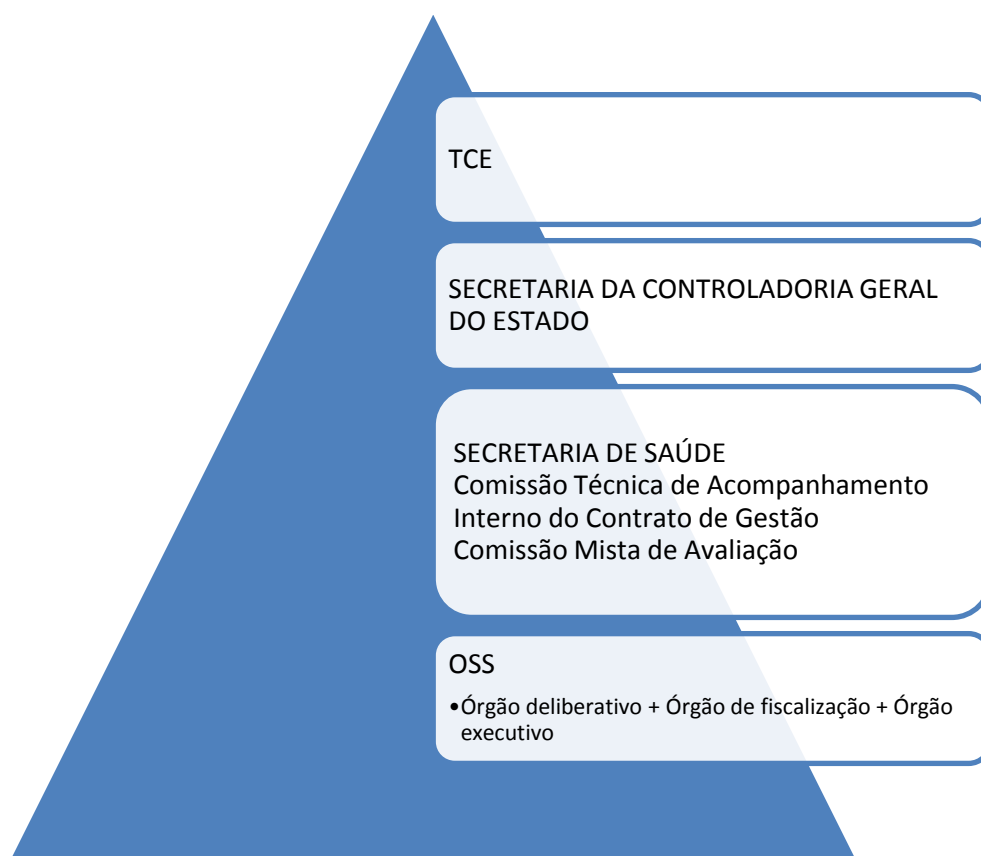 TCE
SECRETARIA DA CONTROLADORIA GERAL
DO ESTADO
SECRETARIA DE SAÚDE
Comissão Técnica de Acompanhamento
Interno do Contrato de Gestão
Comissão Mista de Avaliação
OSS
•Órgão deliberativo + Órgão de fiscalização + Órgão
executivo